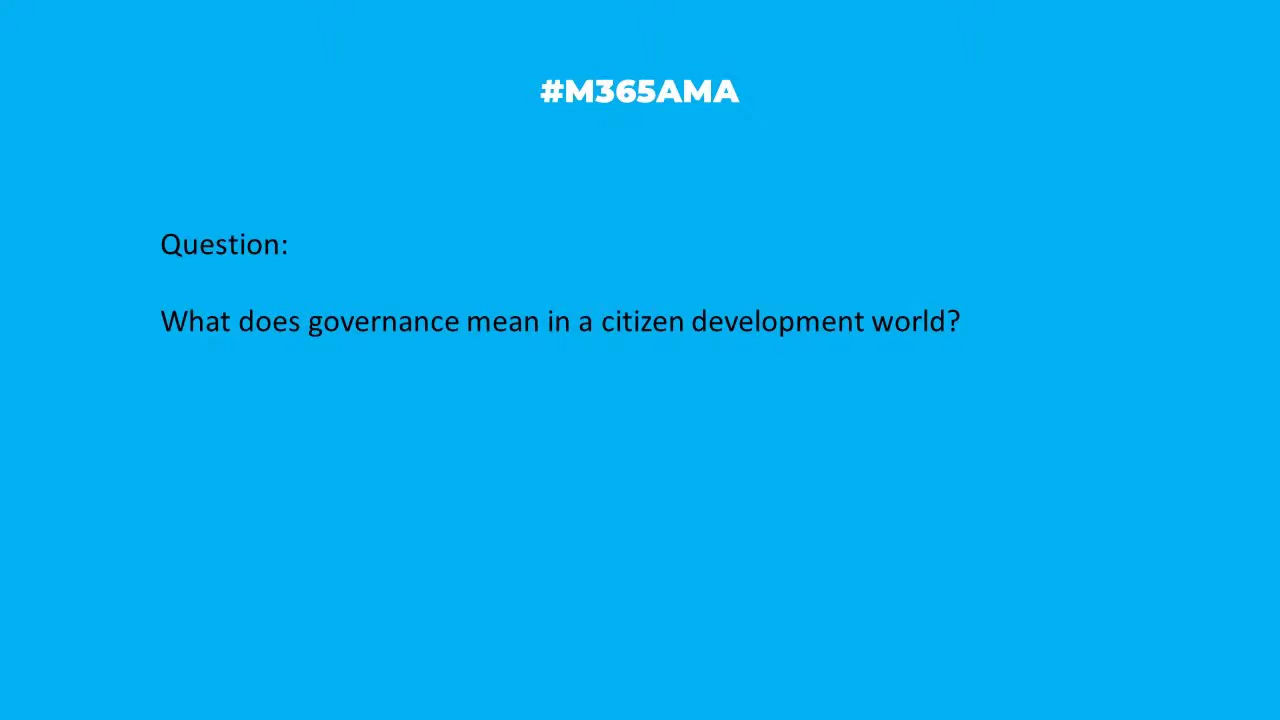 #M365AMA
Question:
What does governance mean in a citizen development world?